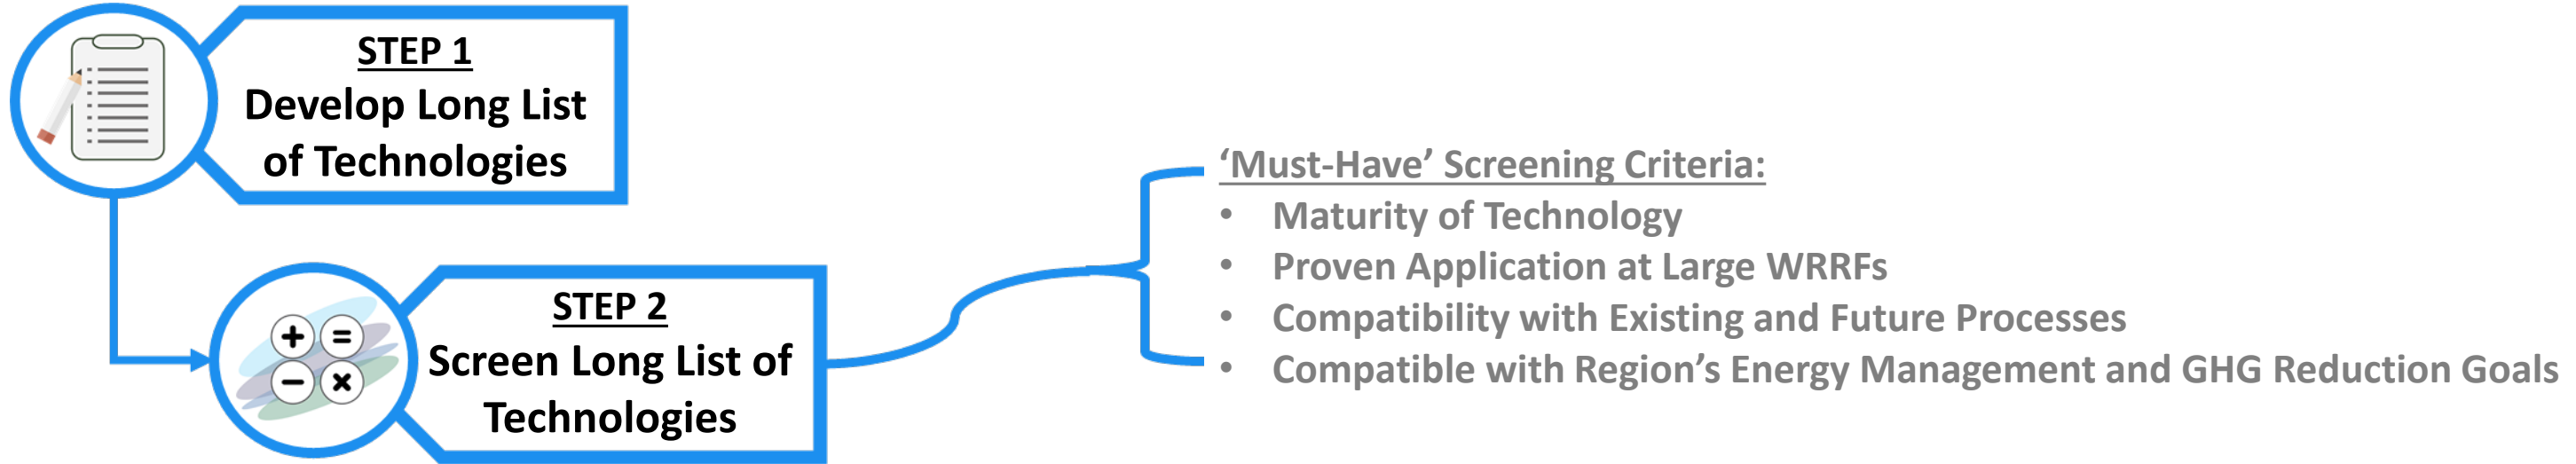 STEP 1
Develop Long List
of Technologies
STEP 2
Screen Long List of
Technologies
‘Must-Have’ Screening Criteria:
• Maturity of Technology
• Proven Application at Large WRRFs
• Compatibility with Existing and Future Processes
• Compatible with Region’s Energy Management and GHG Reduction Goals